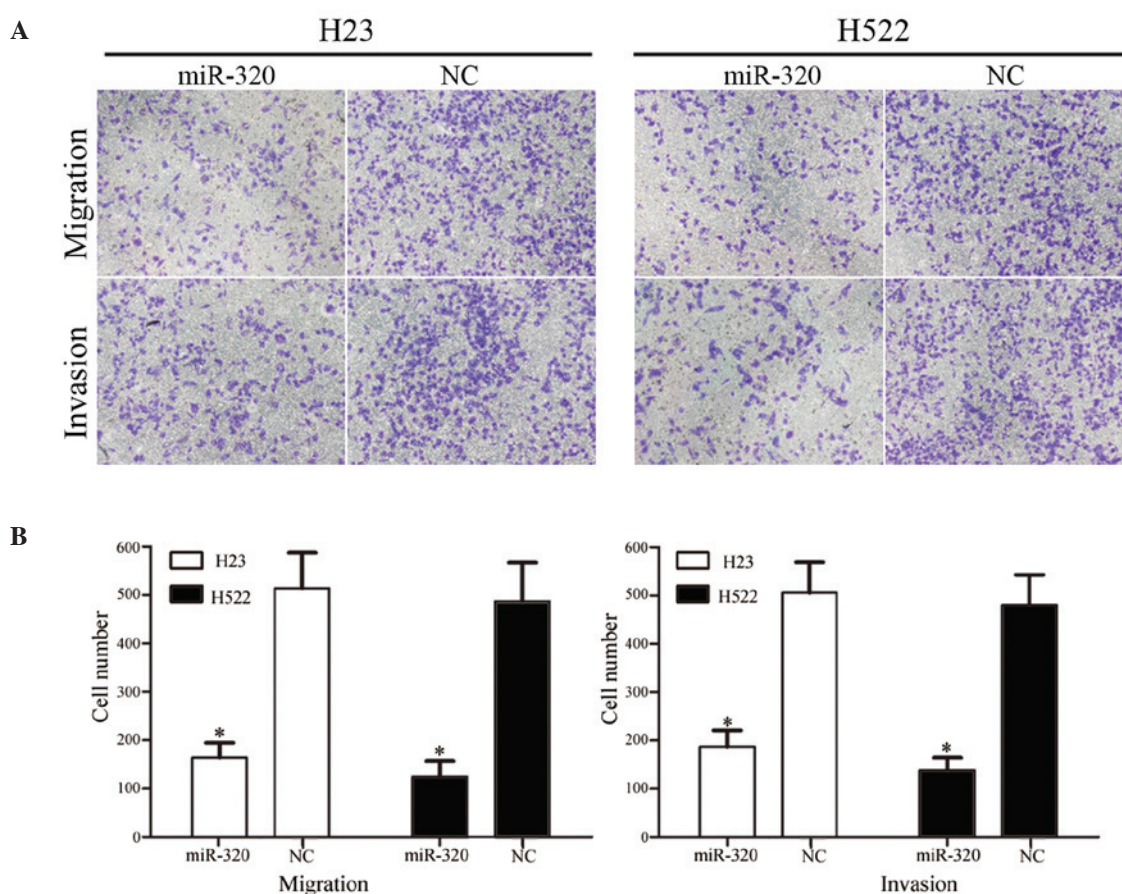 A
H23 H522
miR-320 NC miR-320 NC
Migration
Invasion
B
600
500
400
300
200
100
0
Cell number
H23
H522
*
*
miR-320 NC miR-320 NC
Migration
600
500
400
300
200
100
0
Cell number
H23
H522
*
*
miR-320 NC miR-320 NC
Invasion